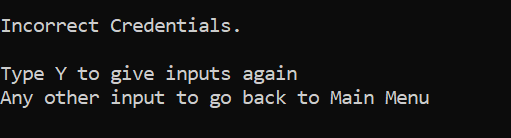 Incorrect Credentials.
Type Y to give inputs again
Any other input to go back to Main Menu